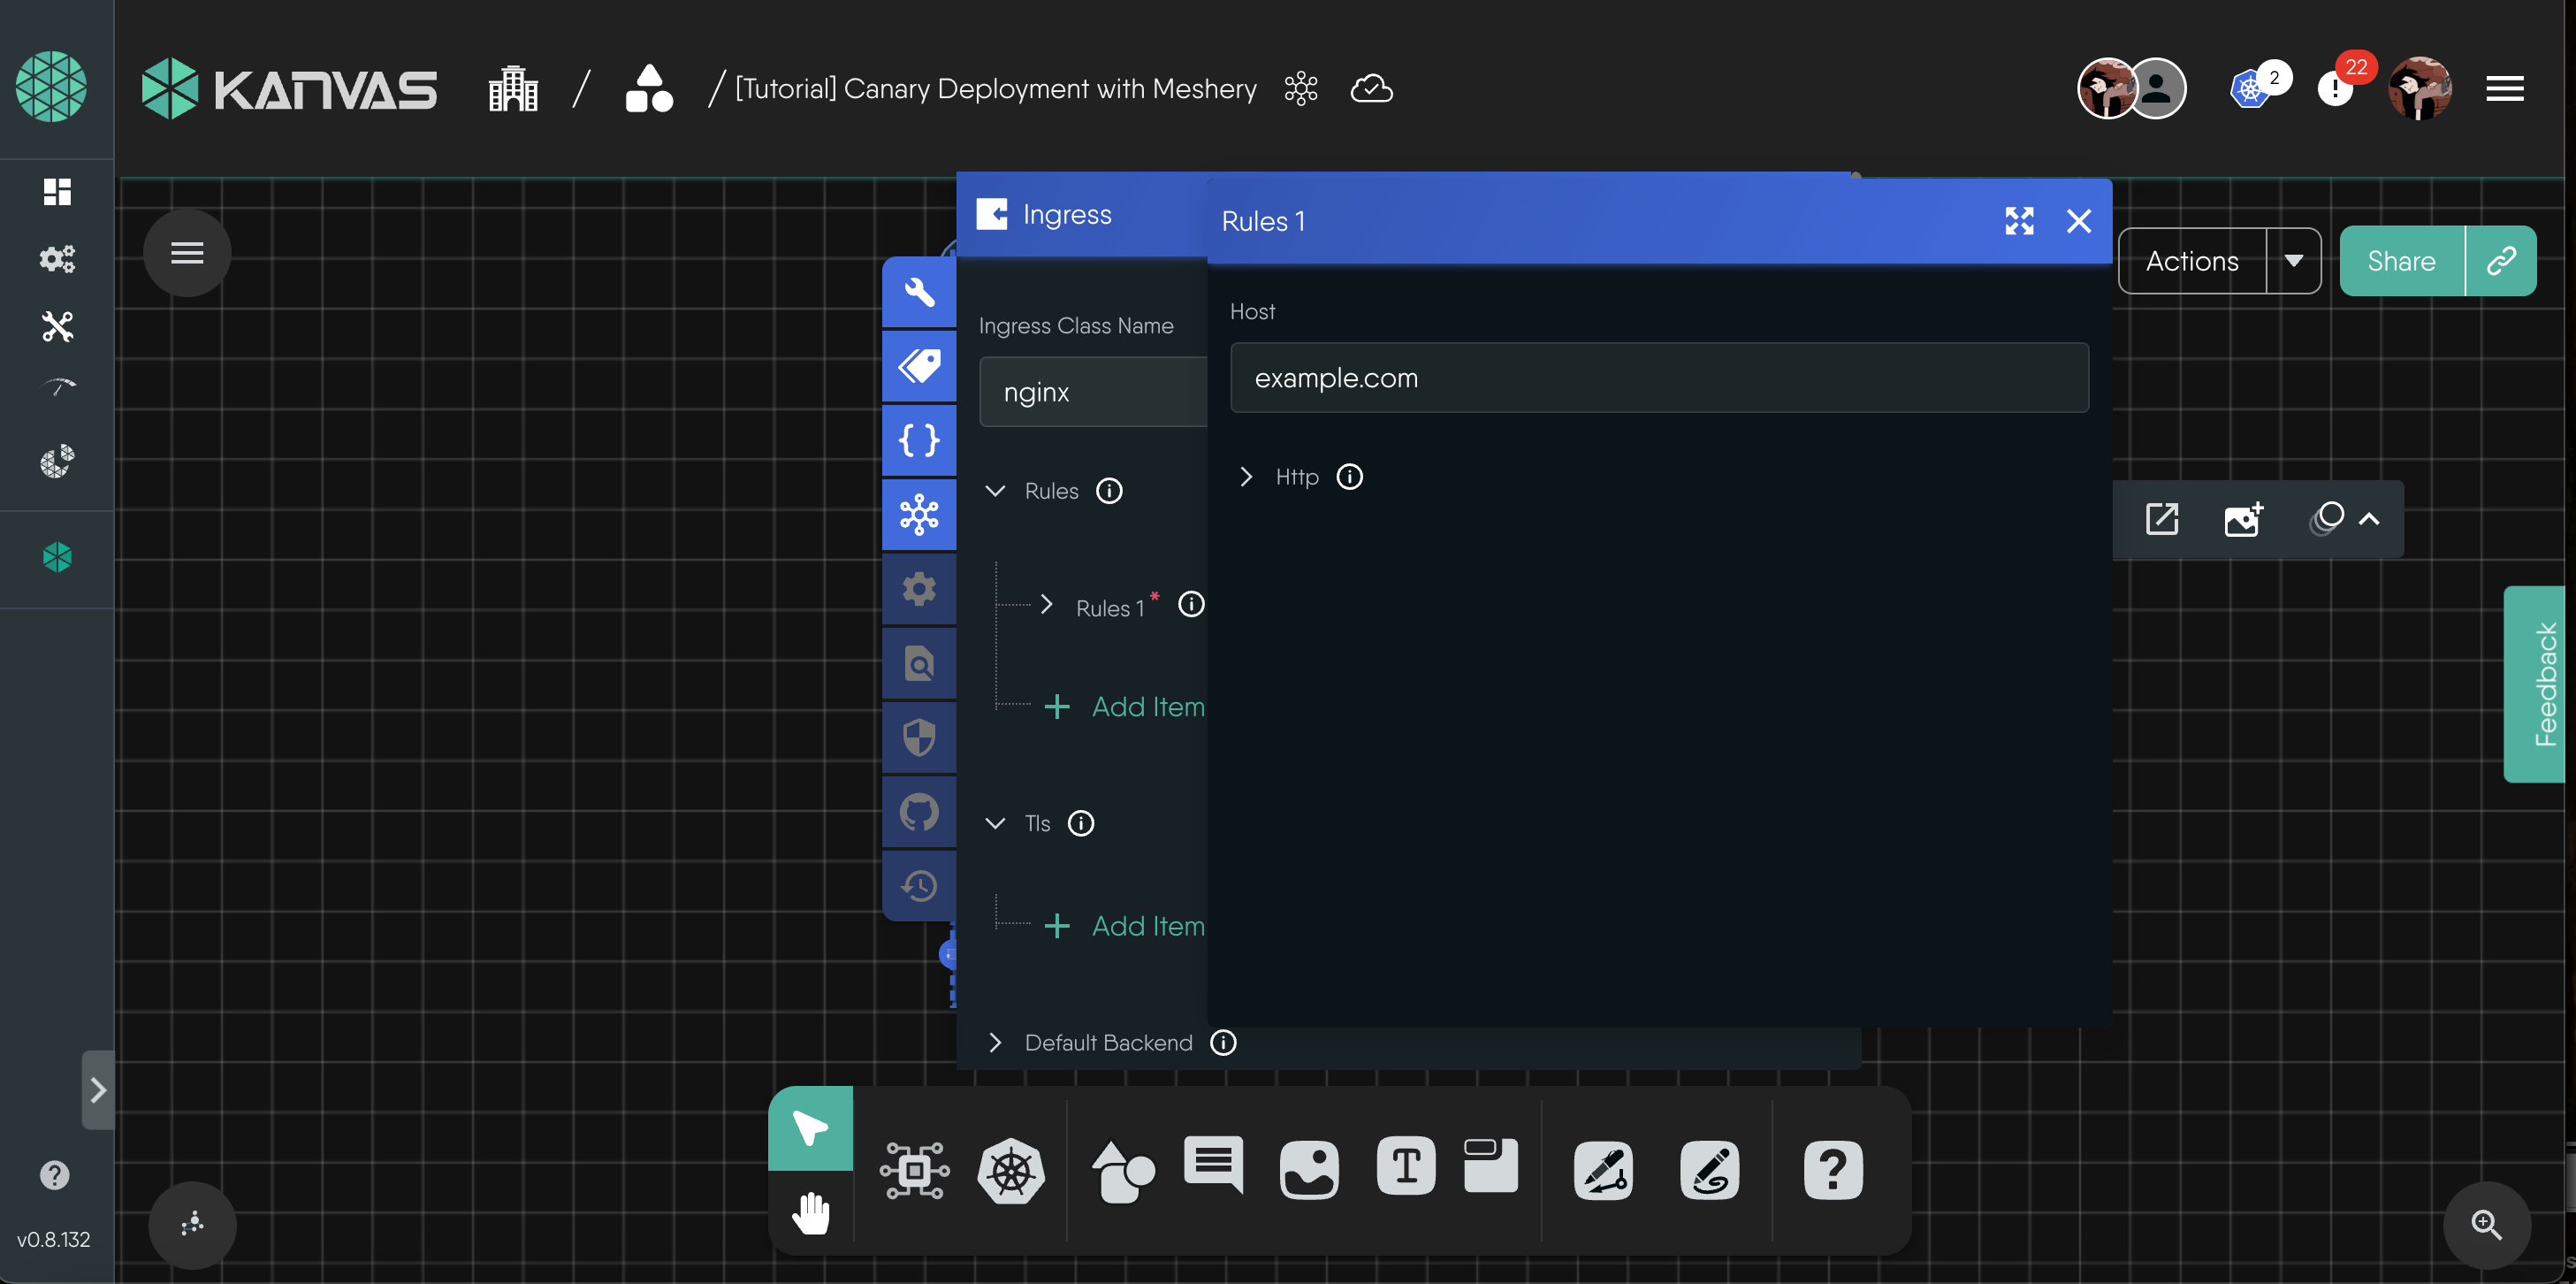 KANVAS
/ / [Tutorial] Canary Deployment with Meshery
2
22
Ingress
Rules 1
Actions
Share
Host
Ingress Class Name
example.com
nginx
Http
Rules
Rules 1 *
Add Item
Feedback
Tls
Add Item
Default Backend
T
?
?
v0.8.132